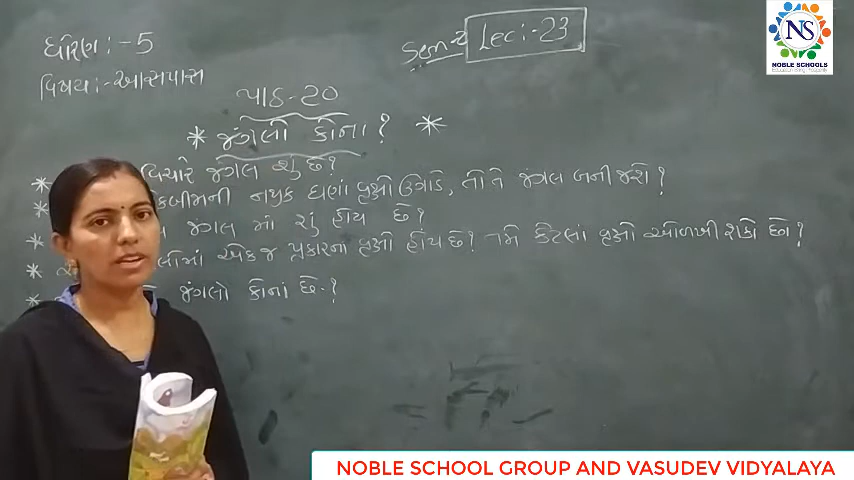 ધોરણ :- 5
વિષય :- આસપાસ
Sem-2 Lec :- 23
NS
NOBLE SCHOOLS
પાઠ - 20
* જંગલો કોના ? *
* વિચારે જંગલ શું છે ?
* નજીક ઘણાં વૃક્ષો ઉગાડે, તો તે જંગલ બની જશે ?
* જંગલ માં શું હોય છે ?
* એક જ પ્રકારના વૃક્ષો હોય છે ? તમે કેટલાં વૃક્ષો ઓળખી શકો છો ?
* જંગલો કોનાં છે ?
NOBLE SCHOOL GROUP AND VASUDEV VIDYALAYA